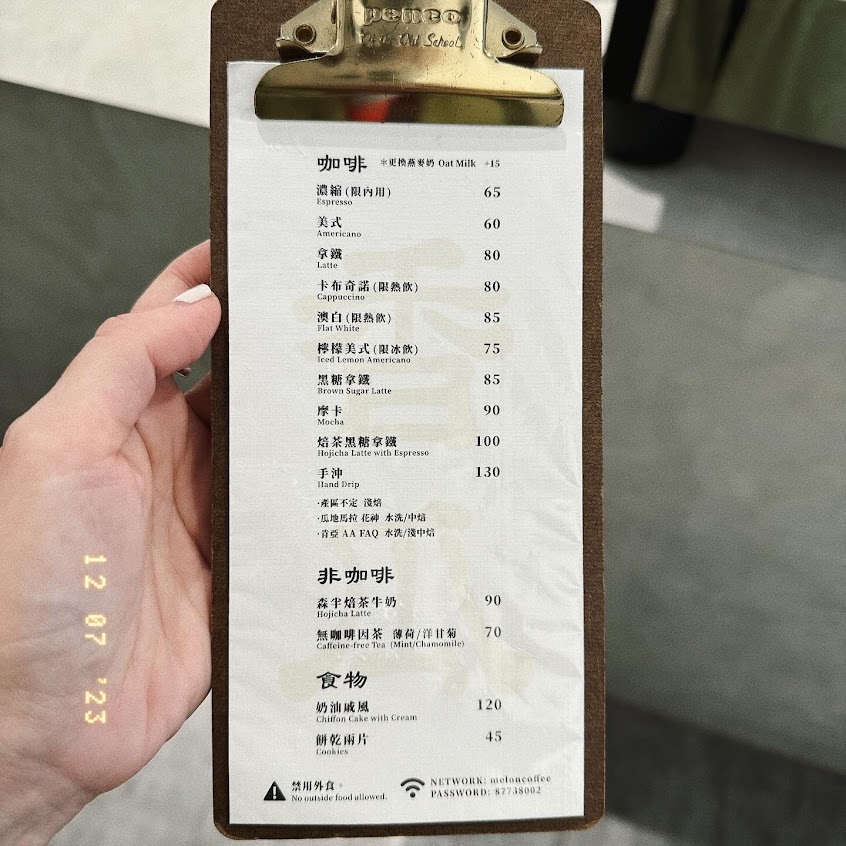 penco
咖啡 ＊更換燕麥奶 Oat Milk +15
濃縮 (限內用) 65
Espresso
美式 60
Americano
拿鐵 80
Latte
卡布奇諾 (限熱飲) 80
Cappuccino
澳白 (限熱飲) 85
Flat White
檸檬美式 (限冰飲) 75
Iced Lemon Americano
黑糖拿鐵 85
Brown Sugar Latte
摩卡 90
Mocha
焙茶黑糖拿鐵 100
Hojicha Latte with Espresso
手沖 130
Hand Drip
·產區不定 淺焙
·瓜地馬拉 花神 水洗/中焙
·肯亞 AA FAQ 水洗/淺中焙
非咖啡
森半焙茶牛奶 90
Hojicha Latte
無咖啡因茶 薄荷/洋甘菊 70
Caffeine-free Tea (Mint/Chamomile)
食物
奶油戚風 120
Chiffon Cake with Cream
餅乾兩片 45
Cookies
禁用外食。
No outside food allowed.
NETWORK: meloncoffee
PASSWORD: 87738002
12 07 '23